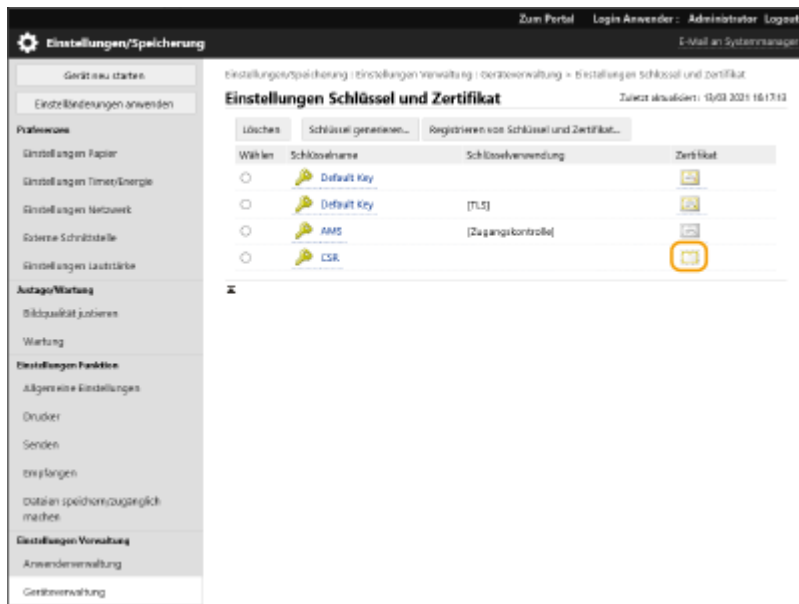 Zum Portal Login Anwender: Administrator Logout
Einstellungen/Speicherung
E-Mail an Systemmanager
Gerät neu starten
Einstelländerungen anwenden
Präferenzen
Einstellungen Papier
Einstellungen Timer/Energie
Einstellungen Netzwerk
Externe Schnittstelle
Einstellungen Lautstärke
Justage/Wartung
Bildqualität justieren
Wartung
Einstellungen Funktion
Allgemeine Einstellungen
Drucker
Senden
Empfangen
Dateien speichern/zugänglich
machen
Einstellungen Verwaltung
Anwenderverwaltung
Geräteverwaltung
Einstellungen/Speicherung : Einstellungen Verwaltung : Geräteverwaltung > Einstellungen Schlüssel und Zertifikat
Einstellungen Schlüssel und Zertifikat
Zuletzt aktualisiert: 13/03 2021 16:17:13
Löschen Schlüssel generieren... Registrieren von Schlüssel und Zertifikat...
Wählen Schlüsselname Schlüsselverwendung Zertifikat
Default Key
Default Key [TLS]
AMS [Zugangskontrolle]
CSR